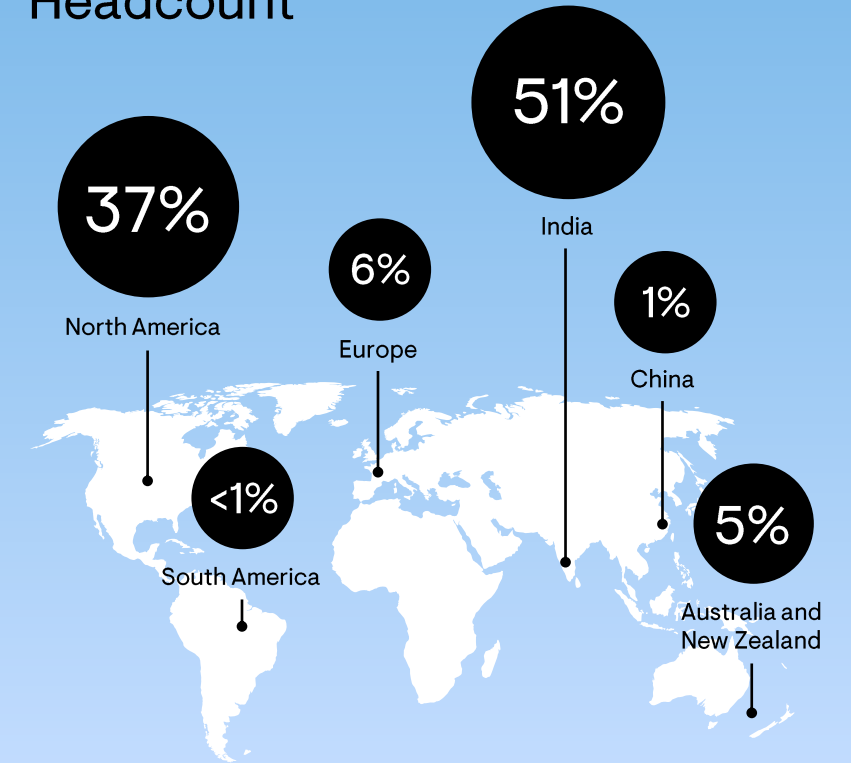 Headcount
51%
India
37%
North America
6%
Europe
1%
China
<1%
South America
5%
Australia and
New Zealand